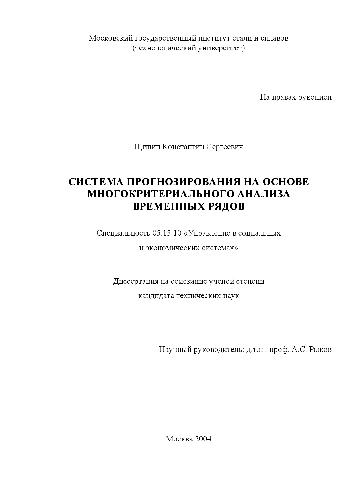 Московский государственный институт стали и сплавов
(технологический университет)
На правах рукописи
Константин Сергеевич
СИСТЕМА ПРОГНОЗИРОВАНИЯ НА ОСНОВЕ
МНОГОКРИТЕРИАЛЬНОГО АНАЛИЗА
ВРЕМЕННЫХ РЯДОВ
Специальность 05.13.10 «Управление в социальных
и экономических системах»
Диссертация на соискание ученой степени
кандидата технических наук
Научный руководитель: д.т.н. проф. А.С. Рыков
Москва 2004